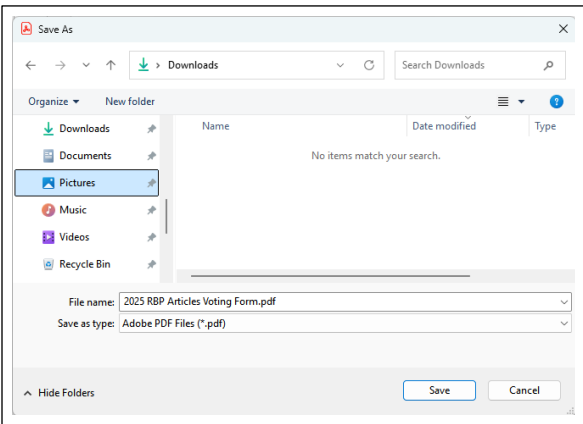 Save As
Downloads
Search Downloads
Organize
New folder
Downloads
Documents
Pictures
Music
Videos
Recycle Bin
Name
Date modified
Type
No items match your search.
File name: 2025 RBP Articles Voting Form.pdf
Save as type: Adobe PDF Files (*.pdf)
Hide Folders
Save
Cancel